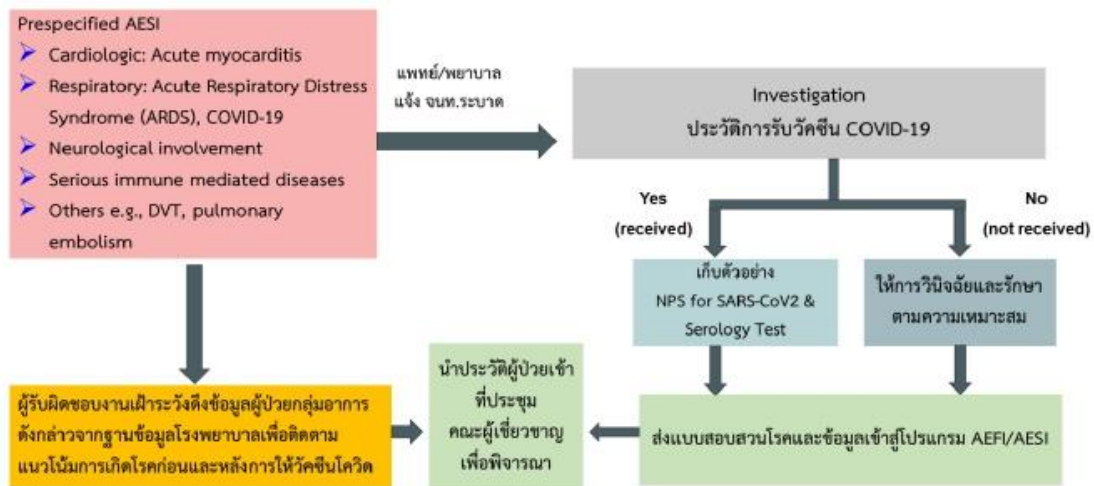 Prespecified AESI
Cardiologic: Acute myocarditis
Respiratory: Acute Respiratory Distress
Syndrome (ARDS), COVID-19
Neurological involvement
Serious immune mediated diseases
Others e.g., DVT, pulmonary
embolism
แพทย์/พยาบาล
แจ้ง จนท.ระบาด
Investigation
ประวัติการรับวัคซีน COVID-19
Yes
(received)
No
(not received)
เก็บตัวอย่าง
NPS for SARS-CoV2 &
Serology Test
ให้การวินิจฉัยและรักษา
ตามความเหมาะสม
ผู้รับผิดชอบงานเฝ้าระวังดึงข้อมูลผู้ป่วยกลุ่มอาการ
ดังกล่าวจากฐานข้อมูลโรงพยาบาลเพื่อติดตาม
แนวโน้มการเกิดโรคก่อนและหลังการให้วัคซีนโควิด
นำประวัติผู้ป่วยเข้า
ที่ประชุม
คณะผู้เชี่ยวชาญ
เพื่อพิจารณา
ส่งแบบสอบสวนโรคและข้อมูลเข้าสู่โปรแกรม AEFI/AESI